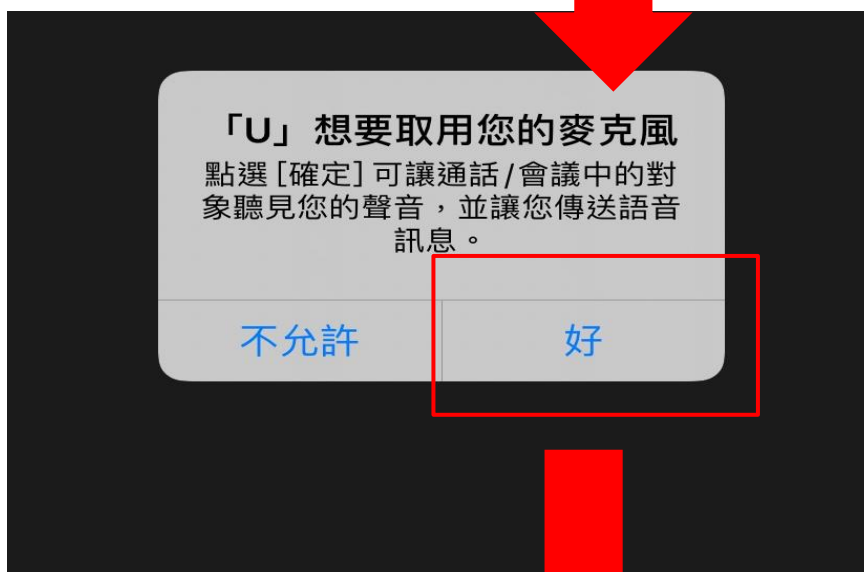 「U」想要取用您的麥克風
點選[確定]可讓通話/會議中的對
象聽見您的聲音，並讓您傳送語音
訊息。
不允許
好